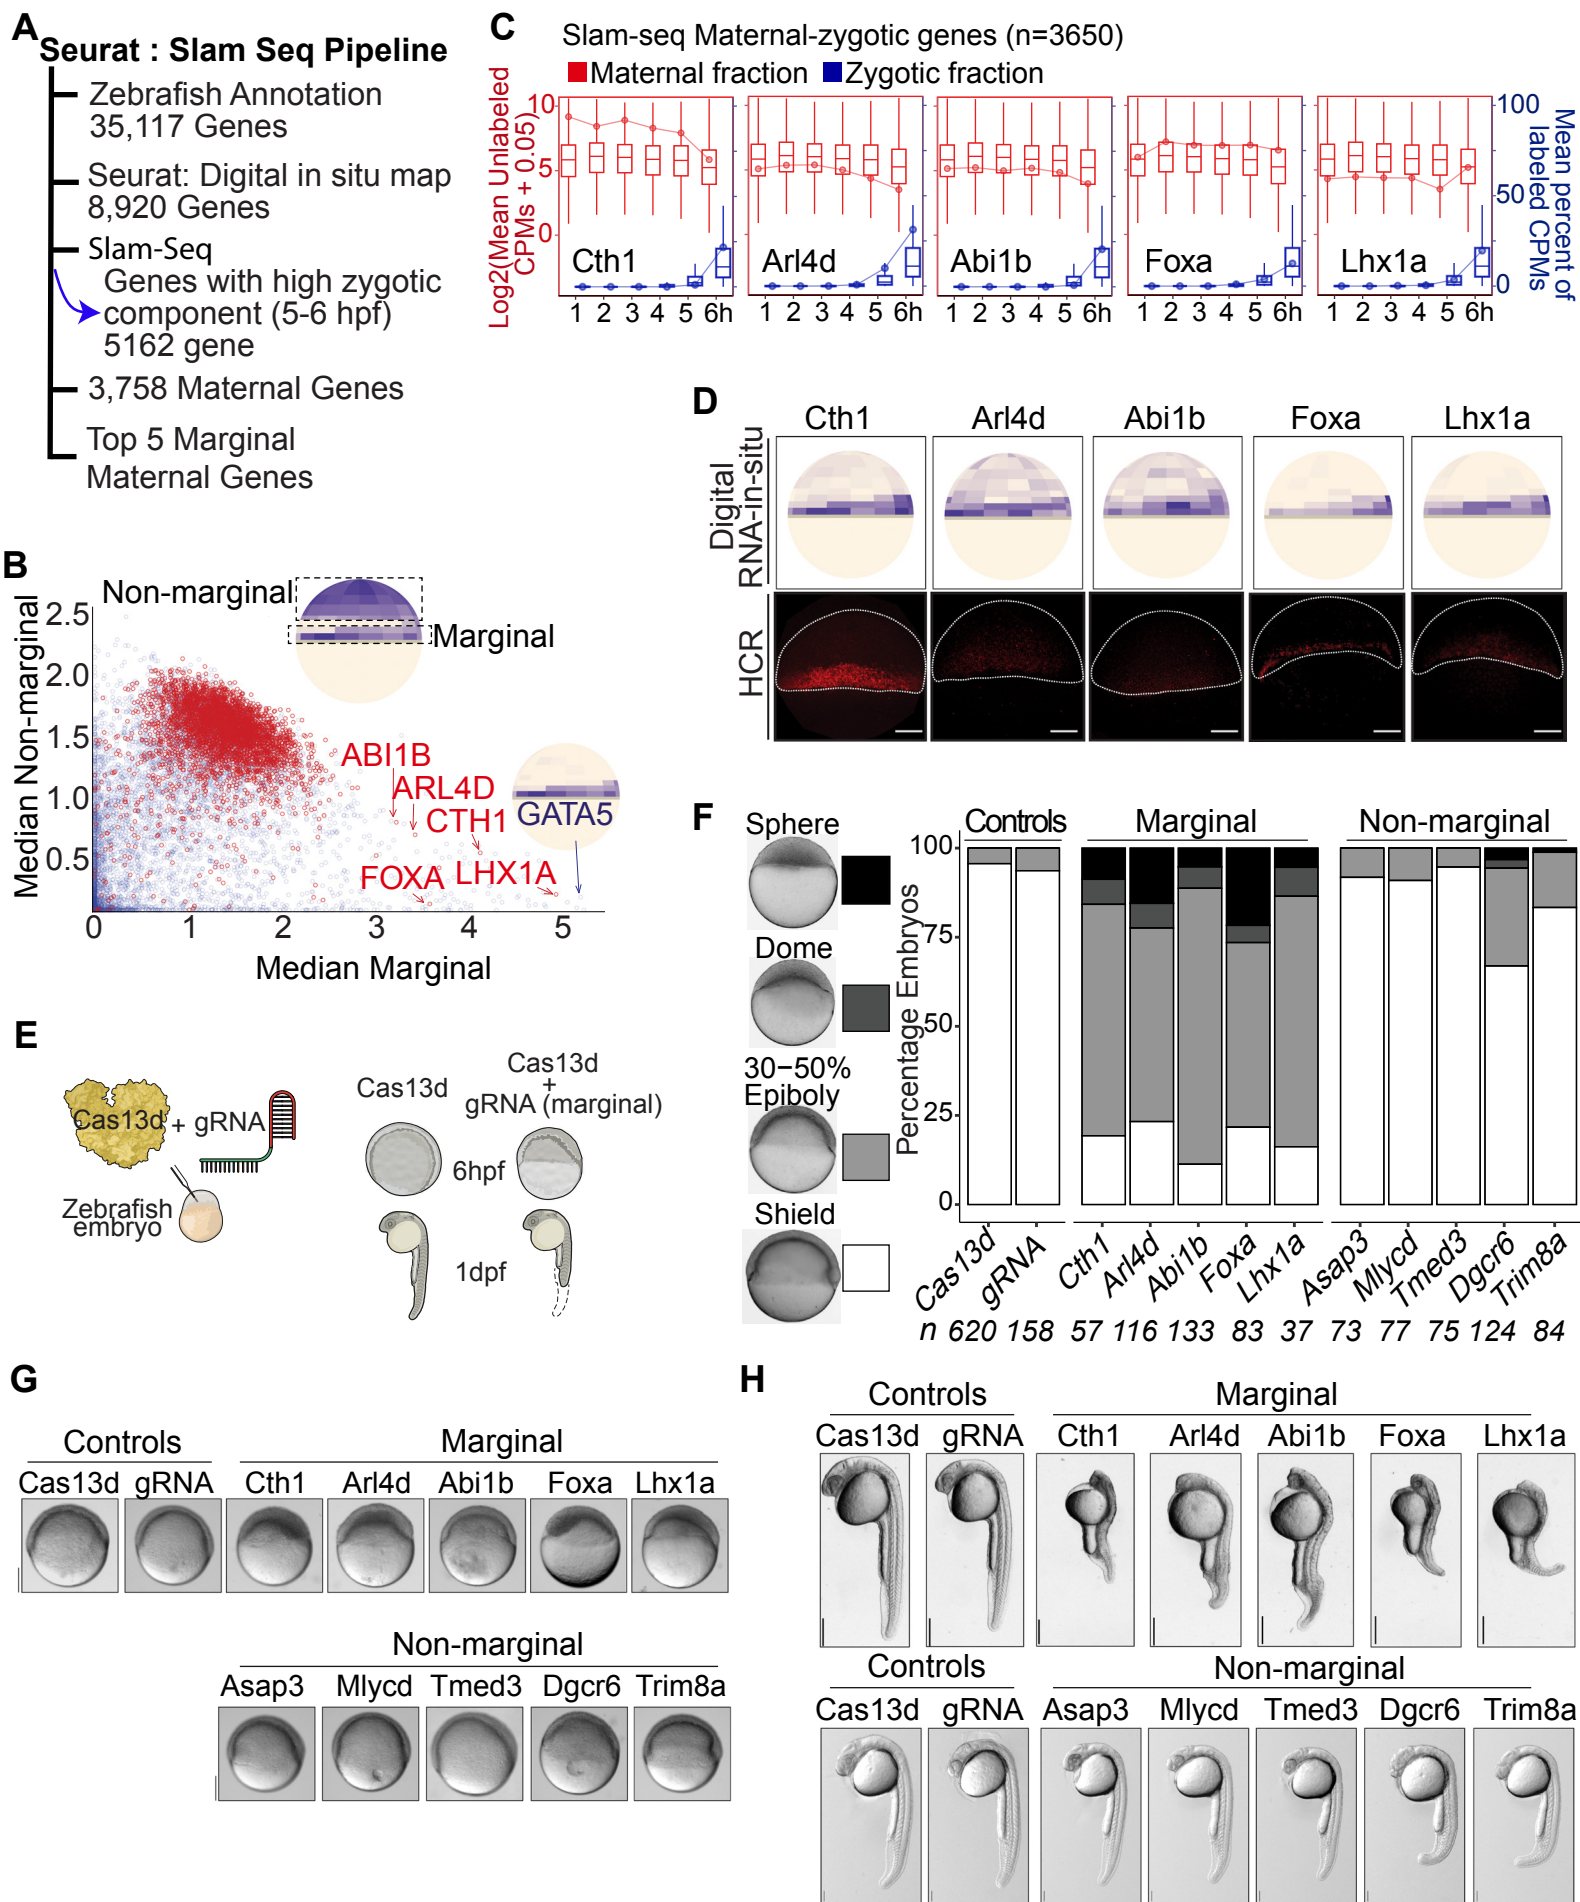 A
Seurat : Slam Seq Pipeline
Zebrafish Annotation
35,117 Genes
Seurat: Digital in situ map
8,920 Genes
Slam-Seq
Genes with high zygotic
component (5-6 hpf)
5162 gene
3,758 Maternal Genes
Top 5 Marginal
Maternal Genes
B
Non-marginal
Marginal
Median Non-marginal
2.5
2.0
1.5
1.0
0.5
ABI1B
ARL4D
CTH1
GATA5
FOXA
LHX1A
0 1 2 3 4 5
Median Marginal
C
Slam-seq Maternal-zygotic genes (n=3650)
Maternal fraction Zygotic fraction
Log2(Mean Unlabeled
CPMs + 0.05)
10
5
0
Cth1 Arl4d Abi1b Foxa Lhx1a
1 2 3 4 5 6h 1 2 3 4 5 6h 1 2 3 4 5 6h 1 2 3 4 5 6h 1 2 3 4 5 6h
100
50
0
Mean percent of
labeled CPMs
D
Cth1 Arl4d Abi1b Foxa Lhx1a
Digital
RNA-in-situ
HCR
E
Cas13d + gRNA
Zebrafish
embryo
Cas13d
Cas13d
+
gRNA (marginal)
6hpf
1dpf
F
Sphere
Dome
30−50%
Epiboly
Shield
Percentage Embryos
100
75
50
25
0
Controls Marginal Non-marginal
Cas13d gRNA Cth1 Arl4d Abi1b Foxa Lhx1a Asap3 Mlycd Tmed3 Dgcr6 Trim8a
n 620 158 57 116 133 83 37 73 77 75 124 84
G
Controls Marginal
Cas13d gRNA Cth1 Arl4d Abi1b Foxa Lhx1a
Non-marginal
Asap3 Mlycd Tmed3 Dgcr6 Trim8a
H
Controls Marginal
Cas13d gRNA Cth1 Arl4d Abi1b Foxa Lhx1a
Controls Non-marginal
Cas13d gRNA Asap3 Mlycd Tmed3 Dgcr6 Trim8a